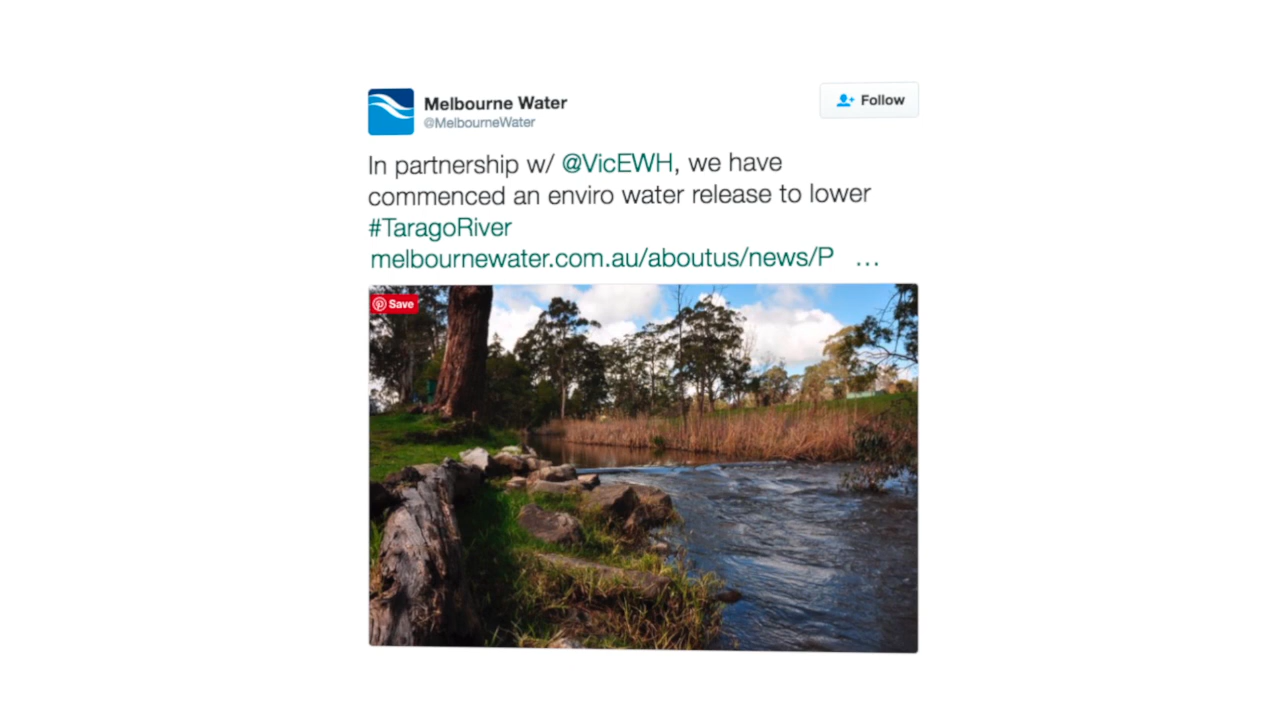 Melbourne Water
Follow
@MelbourneWater
In partnership w/ @VicEWH, we have
commenced an enviro water release to lower
#TaragoRiver
melbournewater.com.au/aboutus/news/P ...
Save